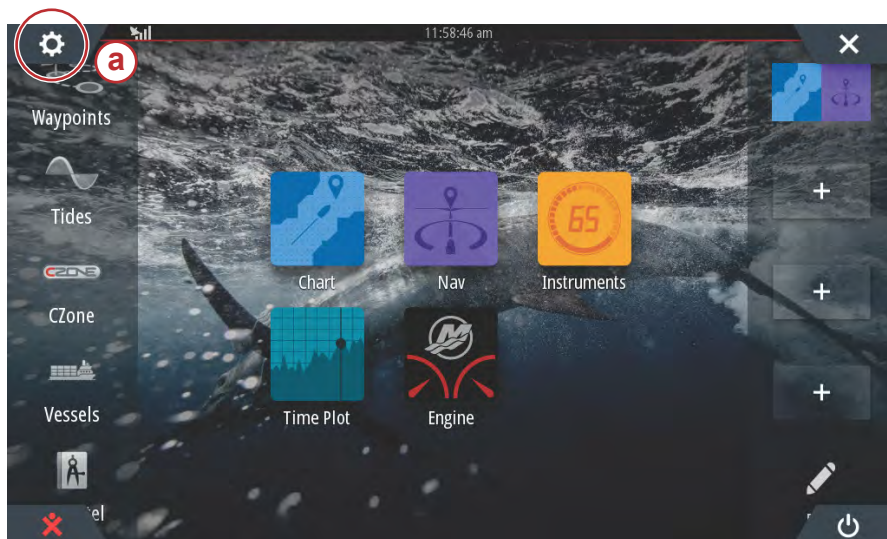 11:58:46 am
a
Waypoints
Tides
CZONE
CZone
Vessels
65
Chart
Nav
Instruments
Time Plot
Engine